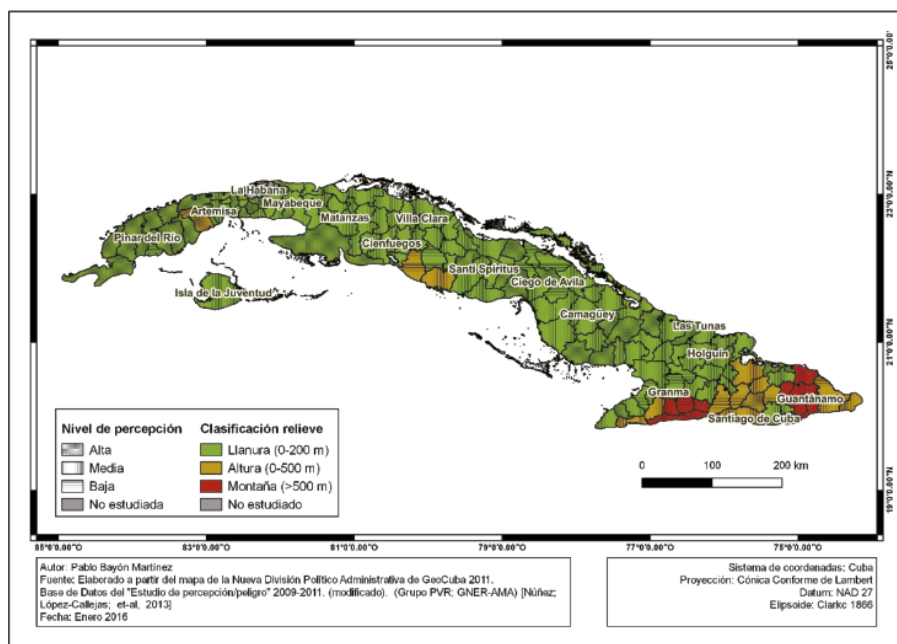 25°0'0.00"N
La Habana
23°0'0.00"N
Mayabeque
Artemisa
Matanzas
Villa Clara
Pinar del Río
Cienfuegos
Santi Spíritus
Ciego de Avila
Isla de la Juventud
Camagüey
Las Tunas
21°0'0.00"N
Holguín
Granma
Guantánamo
Santiago de Cuba
Nivel de percepción
Alta
Media
Baja
No estudiada
Clasificación relieve
Llanura (0-200 m)
Altura (0-500 m)
Montaña (>500 m)
No estudiado
0 100 200 km
19°0'0.00"N
85°0'0.00"O 83°0'0.00"O 81°0'0.00"O 79°0'0.00"O 77°0'0.00"O 75°0'0.00"O
Autor: Pablo Bayón Martínez
Fuente: Elaborado a partir del mapa de la Nueva División Político Administrativa de GeoCuba 2011.
Base de Datos del "Estudio de percepción/peligro" 2009-2011. (modificado). (Grupo PVR; GNER-AMA) [Núñez;
López-Callejas; et-al, 2013]
Fecha: Enero 2016
Sistema de coordenadas: Cuba
Proyección: Cónica Conforme de Lambert
Datum: NAD 27
Elipsoide: Clarkc 1866